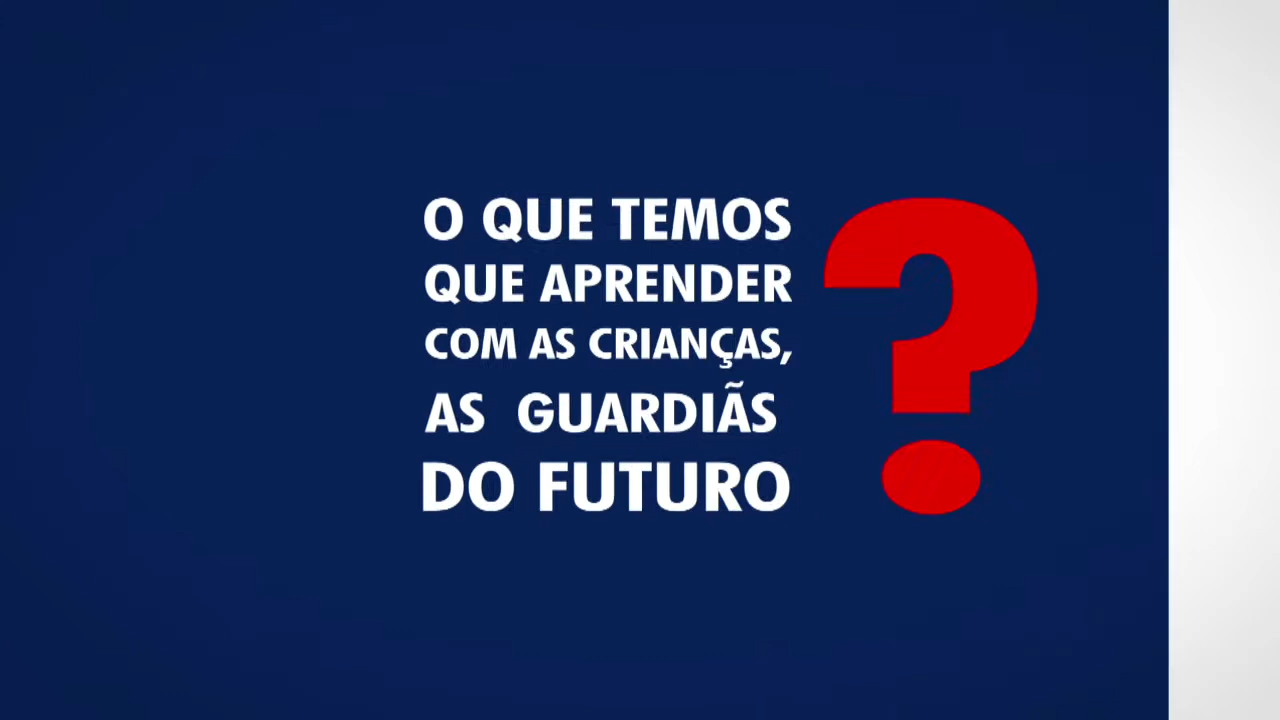 O QUE TEMOS
QUE APRENDER
COM AS CRIANÇAS,
AS GUARDIÃS
DO FUTURO?